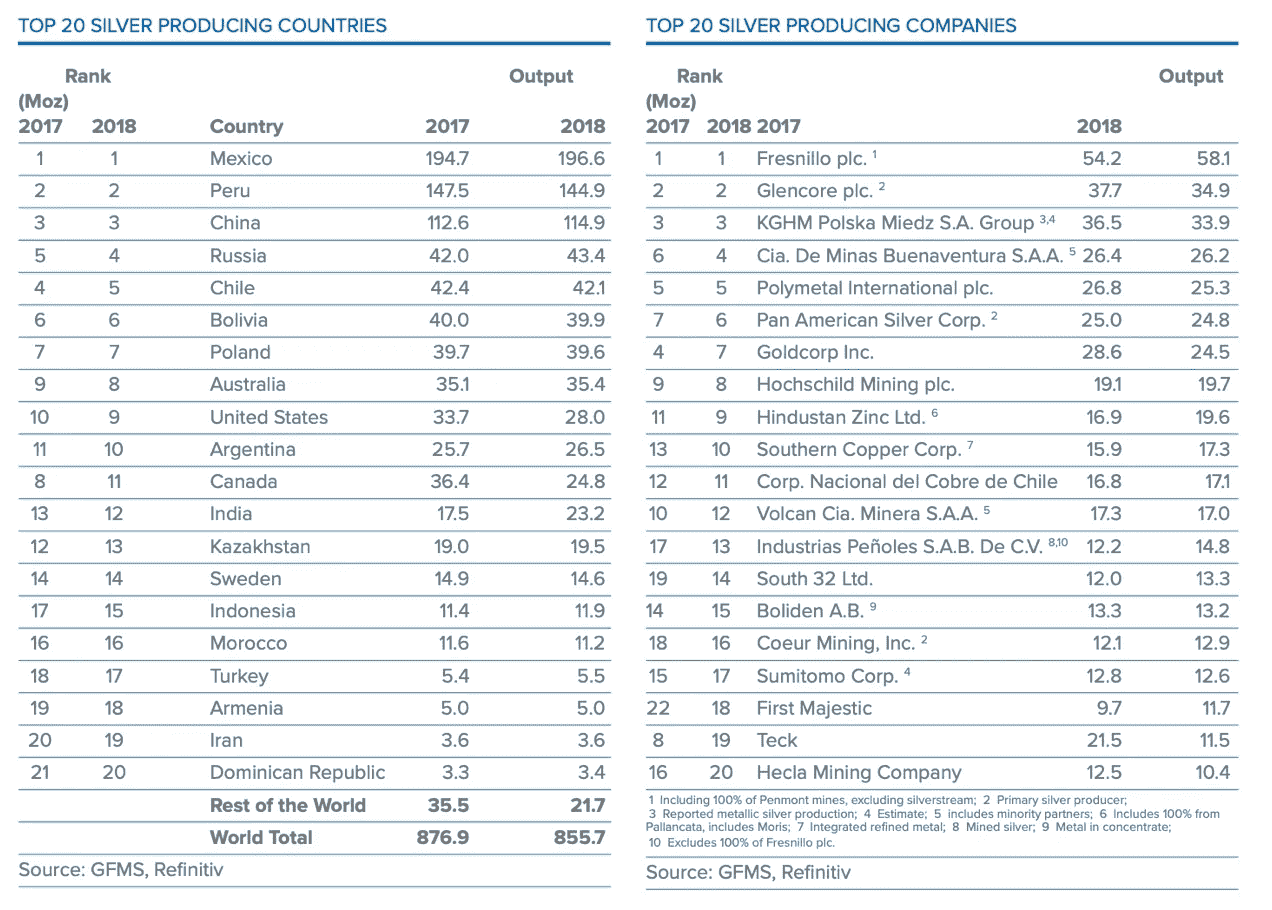 TOP 20 SILVER PRODUCING COUNTRIES
Rank Output
(Moz)
2017 2018 Country 2017 2018
1 1 Mexico 194.7 196.6
2 2 Peru 147.5 144.9
3 3 China 112.6 114.9
5 4 Russia 42.0 43.4
4 5 Chile 42.4 42.1
6 6 Bolivia 40.0 39.9
7 7 Poland 39.7 39.6
9 8 Australia 35.1 35.4
10 9 United States 33.7 28.0
11 10 Argentina 25.7 26.5
8 11 Canada 36.4 24.8
13 12 India 17.5 23.2
12 13 Kazakhstan 19.0 19.5
14 14 Sweden 14.9 14.6
17 15 Indonesia 11.4 11.9
16 16 Morocco 11.6 11.2
18 17 Turkey 5.4 5.5
19 18 Armenia 5.0 5.0
20 19 Iran 3.6 3.6
21 20 Dominican Republic 3.3 3.4
Rest of the World 35.5 21.7
World Total 876.9 855.7
Source: GFMS, Refinitiv
TOP 20 SILVER PRODUCING COMPANIES
Rank Output
(Moz)
2017 2018 2017 2018
1 1 Fresnillo plc. 1 54.2 58.1
2 2 Glencore plc. 2 37.7 34.9
3 3 KGHM Polska Miedz S.A. Group 3,4 36.5 33.9
6 4 Cia. De Minas Buenaventura S.A.A. 5 26.4 26.2
5 5 Polymetal International plc. 26.8 25.3
7 6 Pan American Silver Corp. 2 25.0 24.8
4 7 Goldcorp Inc. 28.6 24.5
9 8 Hochschild Mining plc. 19.1 19.7
11 9 Hindustan Zinc Ltd. 6 16.9 19.6
13 10 Southern Copper Corp. 7 15.9 17.3
12 11 Corp. Nacional del Cobre de Chile 16.8 17.1
10 12 Volcan Cia. Minera S.A.A. 5 17.3 17.0
17 13 Industrias Peñoles S.A.B. De C.V. 8,10 12.2 14.8
19 14 South 32 Ltd. 12.0 13.3
14 15 Boliden A.B. 9 13.3 13.2
18 16 Coeur Mining, Inc. 2 12.1 12.9
15 17 Sumitomo Corp. 4 12.8 12.6
22 18 First Majestic 9.7 11.7
8 19 Teck 21.5 11.5
16 20 Hecla Mining Company 12.5 10.4
1 Including 100% of Penmont mines, excluding silverstream; 2 Primary silver producer;
3 Reported metallic silver production; 4 Estimate; 5 includes minority partners; 6 Includes 100% from
Pallancata, includes Moris; 7 Integrated refined metal; 8 Mined silver; 9 Metal in concentrate;
10 Excludes 100% of Fresnillo plc.
Source: GFMS, Refinitiv